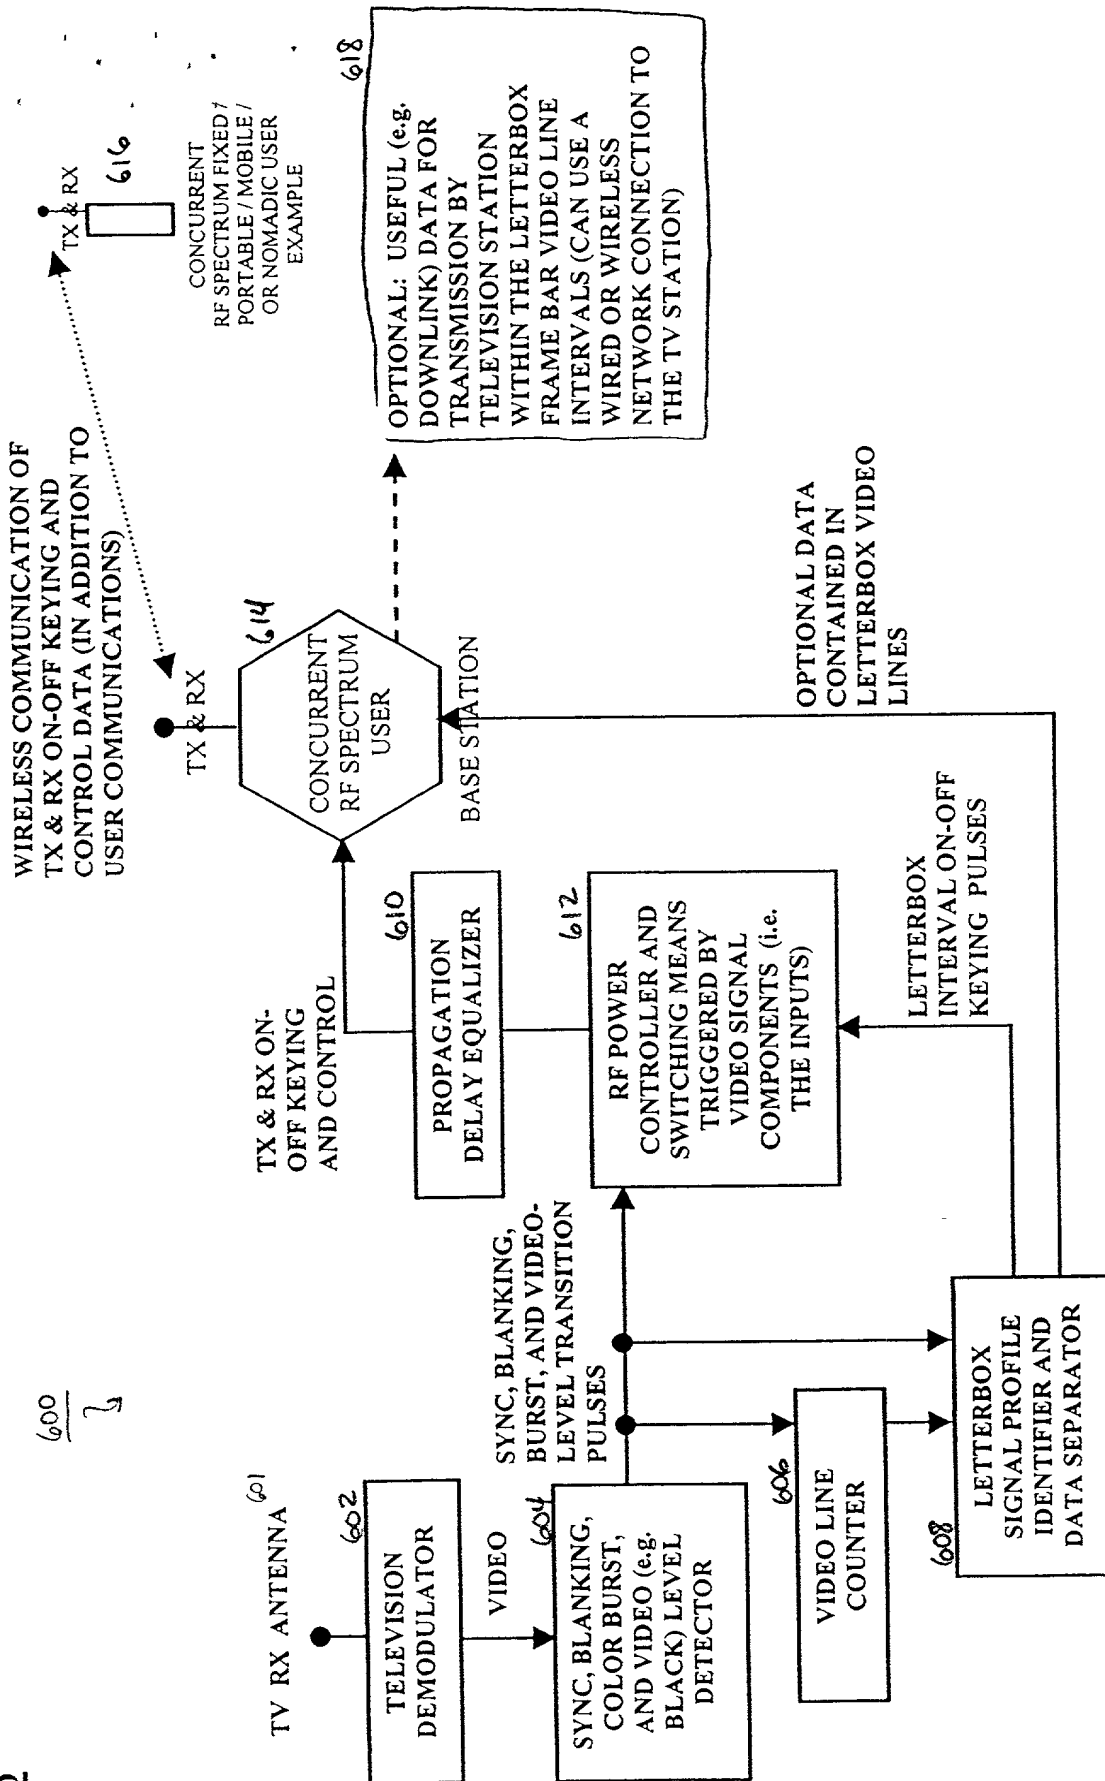 600
TV RX ANTENNA
601
602
TELEVISION
DEMODULATOR
VIDEO
604
SYNC, BLANKING,
COLOR BURST,
AND VIDEO (e.g.
BLACK) LEVEL
DETECTOR
SYNC, BLANKING,
BURST, AND VIDEO-
LEVEL TRANSITION
PULSES
606
VIDEO LINE
COUNTER
608
LETTERBOX
SIGNAL PROFILE
IDENTIFIER AND
DATA SEPARATOR
TX & RX ON-
OFF KEYING
AND CONTROL
610
PROPAGATION
DELAY EQUALIZER
612
RF POWER
CONTROLLER AND
SWITCHING MEANS
TRIGGERED BY
VIDEO SIGNAL
COMPONENTS (i.e.
THE INPUTS)
LETTERBOX
INTERVAL ON-OFF
KEYING PULSES
WIRELESS COMMUNICATION OF
TX & RX ON-OFF KEYING AND
CONTROL DATA (IN ADDITION TO
USER COMMUNICATIONS)
TX & RX
614
CONCURRENT
RF SPECTRUM
USER
BASE STATION
OPTIONAL DATA
CONTAINED IN
LETTERBOX VIDEO
LINES
TX & RX
616
CONCURRENT
RF SPECTRUM FIXED /
PORTABLE / MOBILE /
OR NOMADIC USER
EXAMPLE
618
OPTIONAL: USEFUL (e.g.
DOWNLINK) DATA FOR
TRANSMISSION BY
TELEVISION STATION
WITHIN THE LETTERBOX
FRAME BAR VIDEO LINE
INTERVALS (CAN USE A
WIRED OR WIRELESS
NETWORK CONNECTION TO
THE TV STATION)